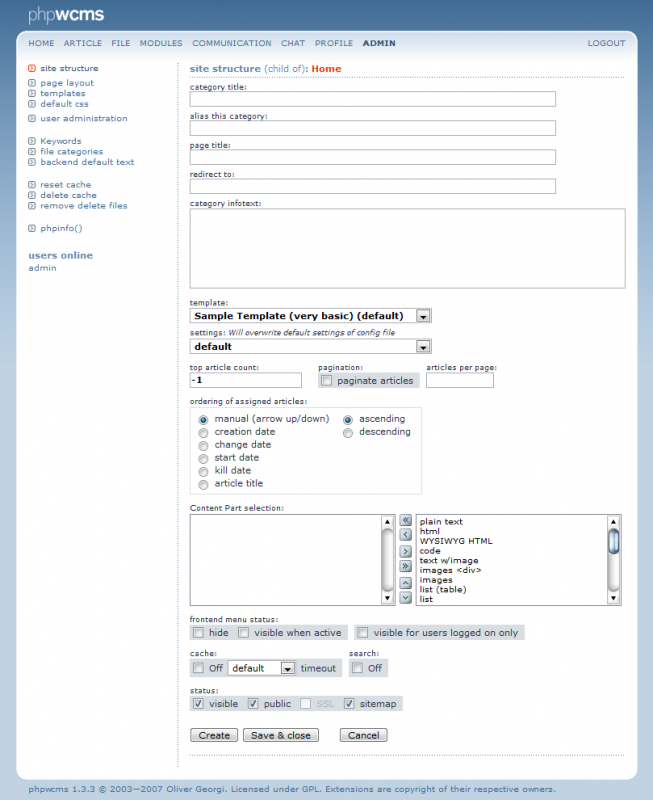 phpwcms
HOME ARTICLE FILE MODULES COMMUNICATION CHAT PROFILE ADMIN LOGOUT
site structure
page layout
templates
default css
user administration
Keywords
file categories
backend default text
reset cache
delete cache
remove delete files
phpinfo()
users online
admin
site structure (child of): Home
category title:
alias this category:
page title:
redirect to:
category infotext:
template:
Sample Template (very basic) (default)
settings: Will overwrite default settings of config file
default
top article count: pagination: articles per page:
-1 paginate articles
ordering of assigned articles:
manual (arrow up/down) ascending
creation date descending
change date
start date
kill date
article title
Content Part selection:
plain text
html
WYSIWYG HTML
code
text w/image
images <div>
images
list (table)
list
frontend menu status:
hide visible when active visible for users logged on only
cache: search:
Off default timeout Off
status:
visible public SSL sitemap
Create Save & close Cancel
phpwcms 1.3.3 © 2003—2007 Oliver Georgi. Licensed under GPL. Extensions are copyright of their respective owners.